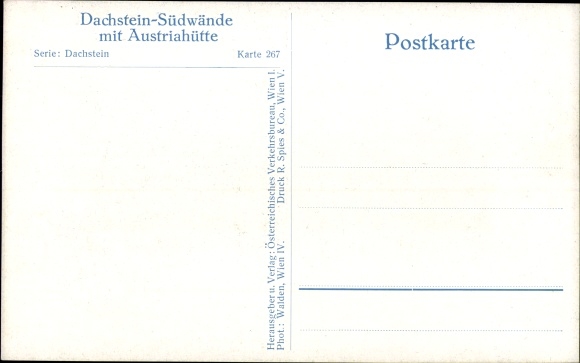 Dachstein-Südwände
mit Austriahütte
Serie: Dachstein Karte 267
Herausgeber u. Verlag: Österreichisches Verkehrsbureau, Wien I.
Phot.: Walden, Wien IV. Druck R. Spies & Co., Wien V.
Postkarte